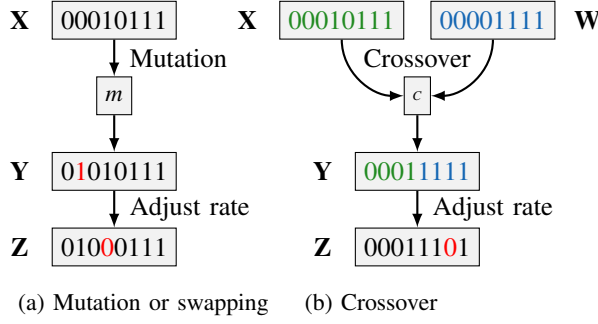 X 00010111
Mutation
m
Y 01010111
Adjust rate
Z 01000111
(a) Mutation or swapping
X 00010111 00001111 W
Crossover
c
Y 00011111
Adjust rate
Z 00011101
(b) Crossover